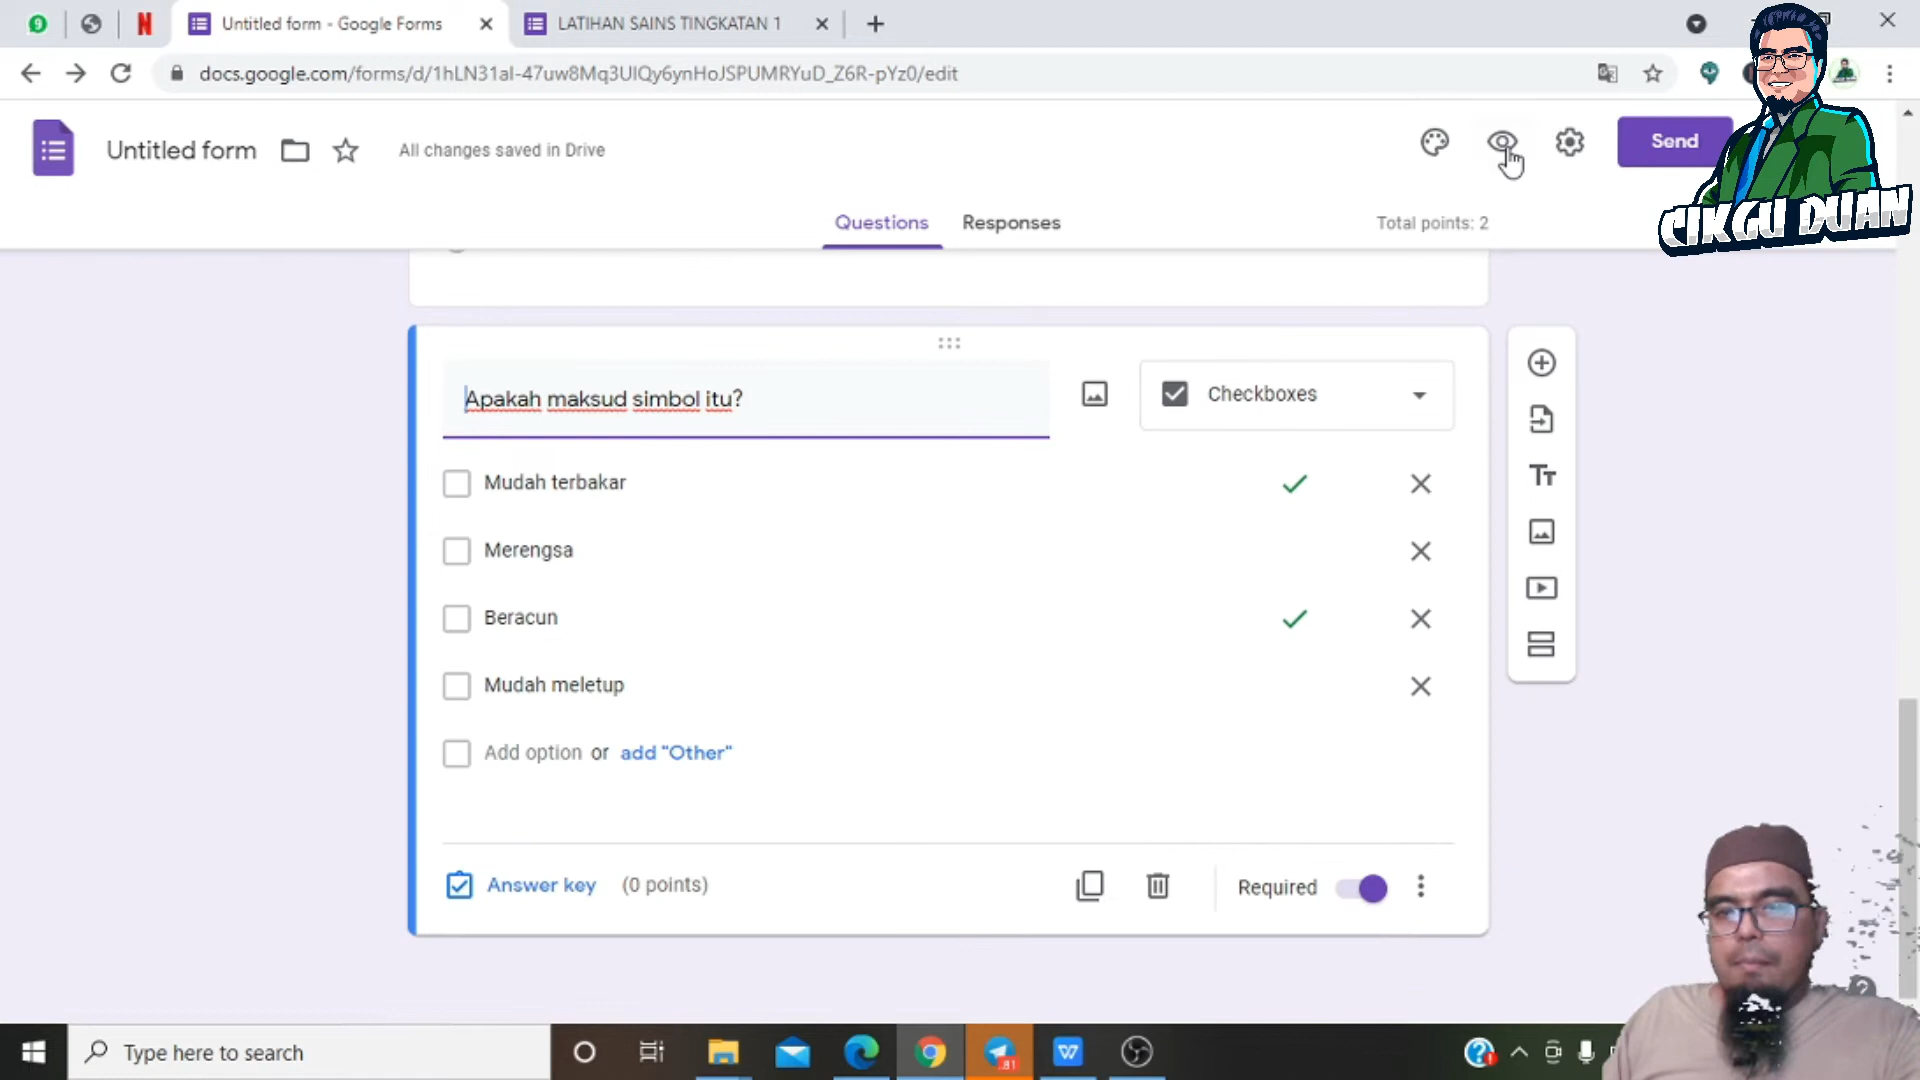 Untitled form - Google Forms
LATIHAN SAINS TINGKATAN 1
docs.google.com/forms/d/1hLN31aI-47uw8Mq3UlQy6ynHoJSPUMRYuD_Z6R-pYz0/edit
Untitled form
All changes saved in Drive
Send
CIKGU DUAN
Questions
Responses
Total points: 2
Apakah maksud simbol itu?
Checkboxes
Mudah terbakar
Merengsa
Beracun
Mudah meletup
Add option or add "Other"
Answer key
(0 points)
Required
Type here to search